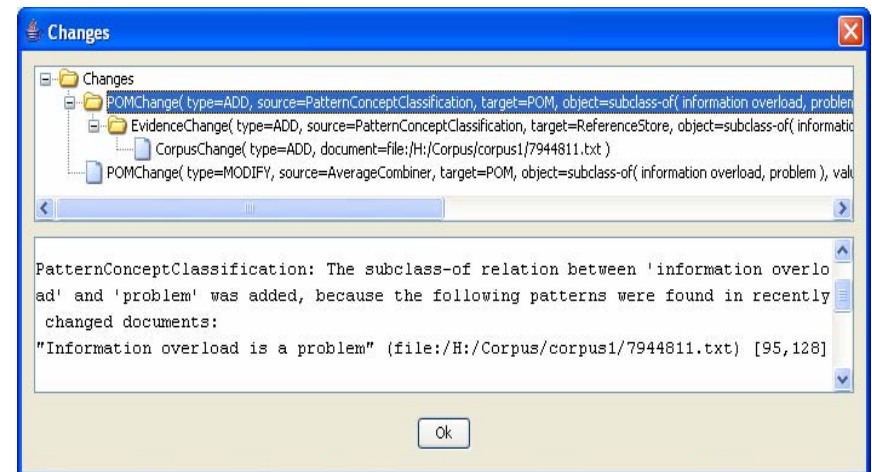 Changes
Changes
POMChange( type=ADD, source=PatternConceptClassification, target=POM, object=subclass-of( information overload, problem
EvidenceChange( type=ADD, source=PatternConceptClassification, target=ReferenceStore, object=subclass-of( informatio
CorpusChange( type=ADD, document=file:/H:/Corpus/corpus1/7944811.txt )
POMChange( type=MODIFY, source=AverageCombiner, target=POM, object=subclass-of( information overload, problem ), valu
PatternConceptClassification: The subclass-of relation between 'information overlo
ad' and 'problem' was added, because the following patterns were found in recently
changed documents:
"Information overload is a problem" (file:/H:/Corpus/corpus1/7944811.txt) [95,128]
Ok